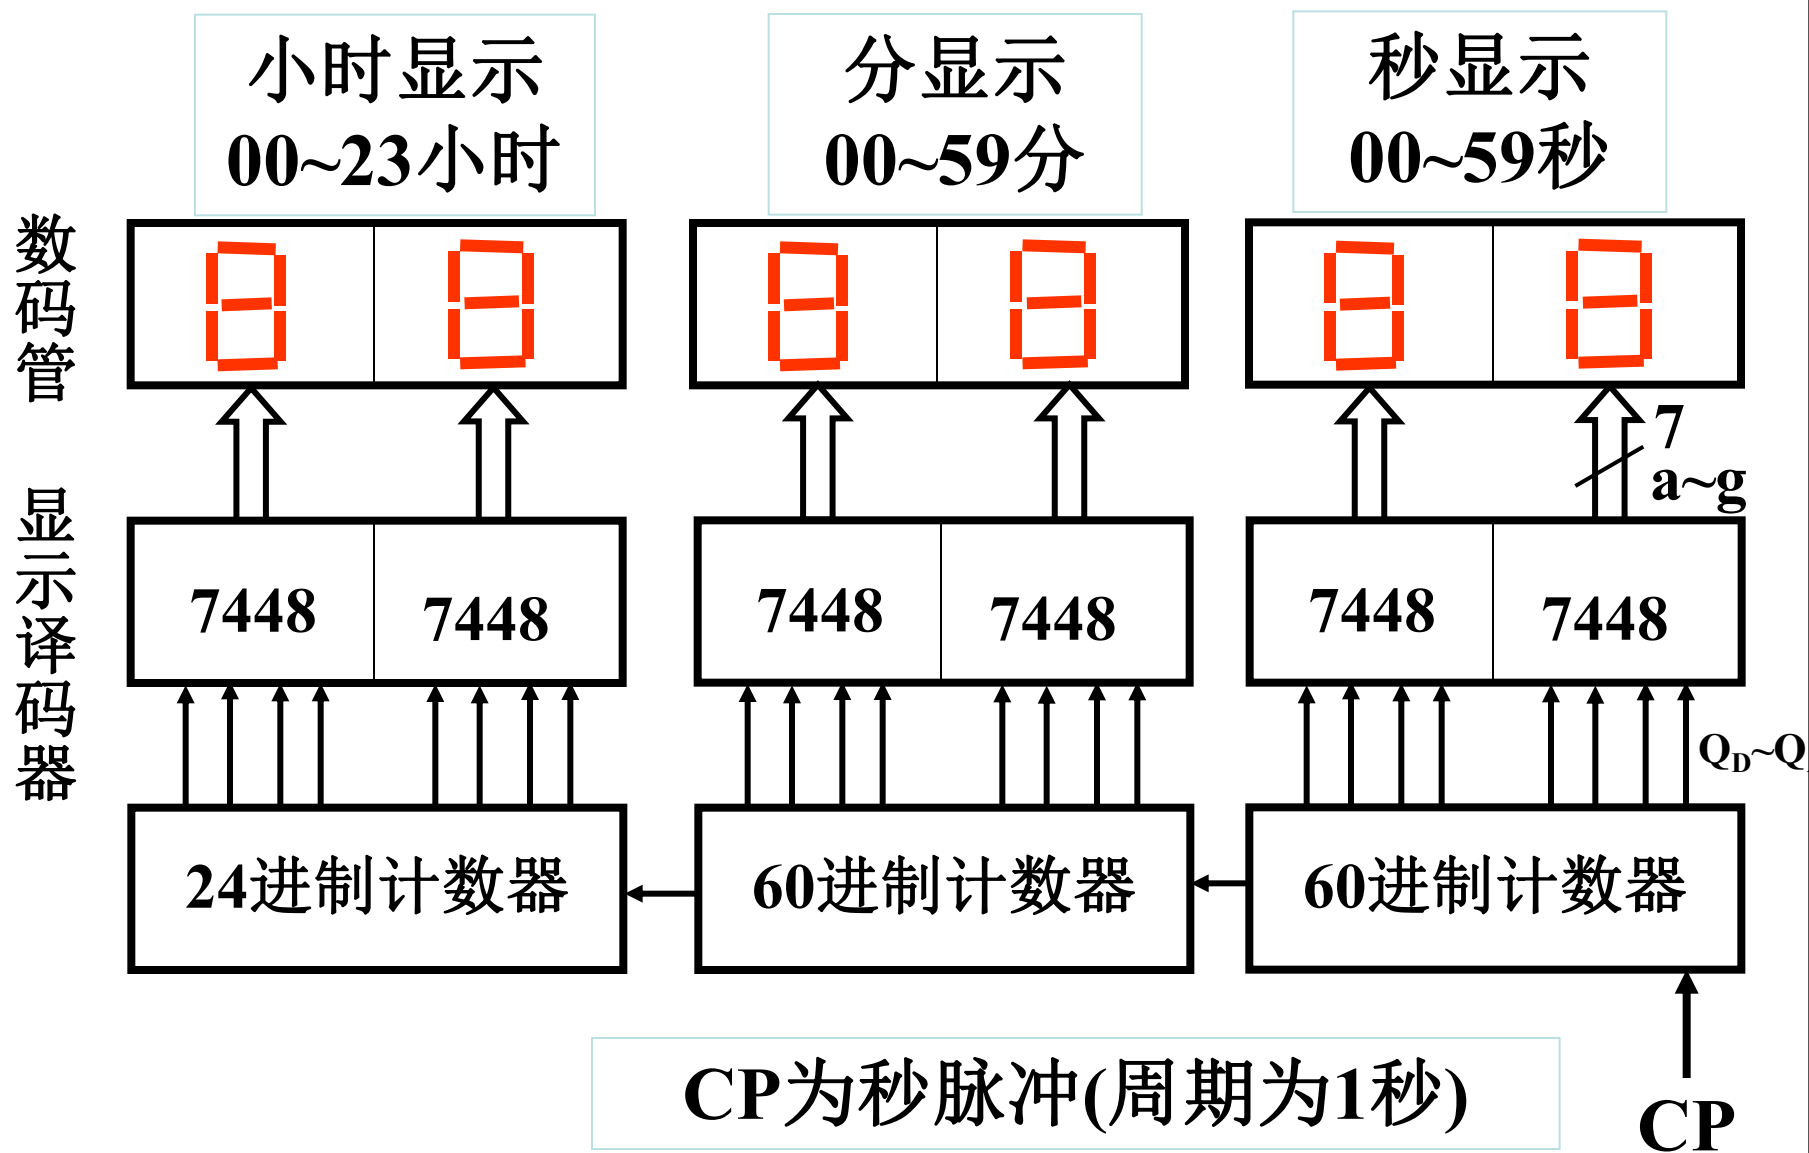 小时显示
00~23小时
分显示
00~59分
秒显示
00~59秒
数码管
7
a~g
显示译码器
7448
7448
7448
7448
7448
7448
Q_D~Q
24进制计数器
60进制计数器
60进制计数器
CP为秒脉冲(周期为1秒)
CP